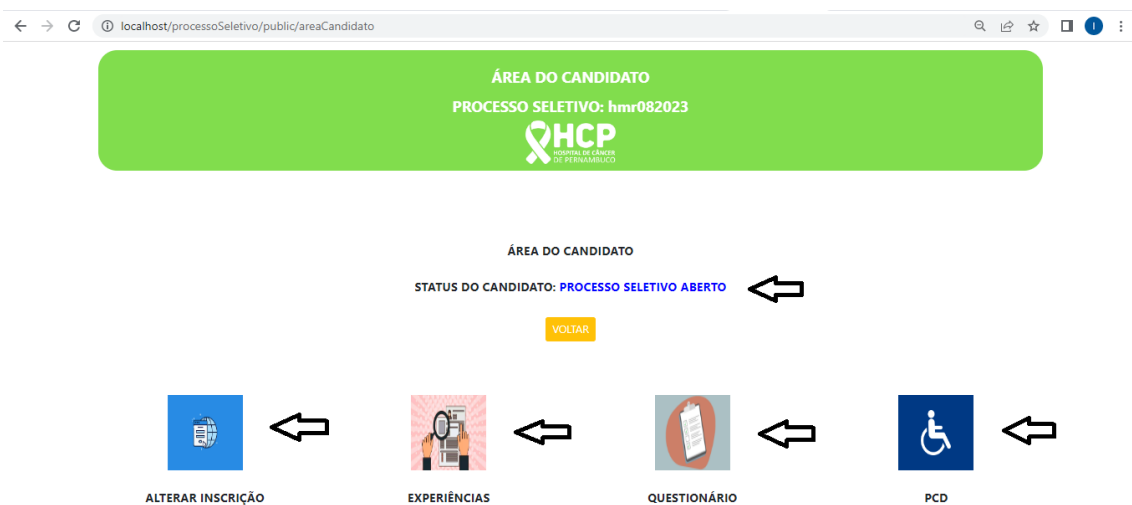 localhost/processoSeletivo/public/areaCandidato
I
ÁREA DO CANDIDATO
PROCESSO SELETIVO: hmr082023
HCP
HOSPITAL DE CÂNCER
DE PERNAMBUCO
ÁREA DO CANDIDATO
STATUS DO CANDIDATO: PROCESSO SELETIVO ABERTO
VOLTAR
ALTERAR INSCRIÇÃO
EXPERIÊNCIAS
QUESTIONÁRIO
PCD